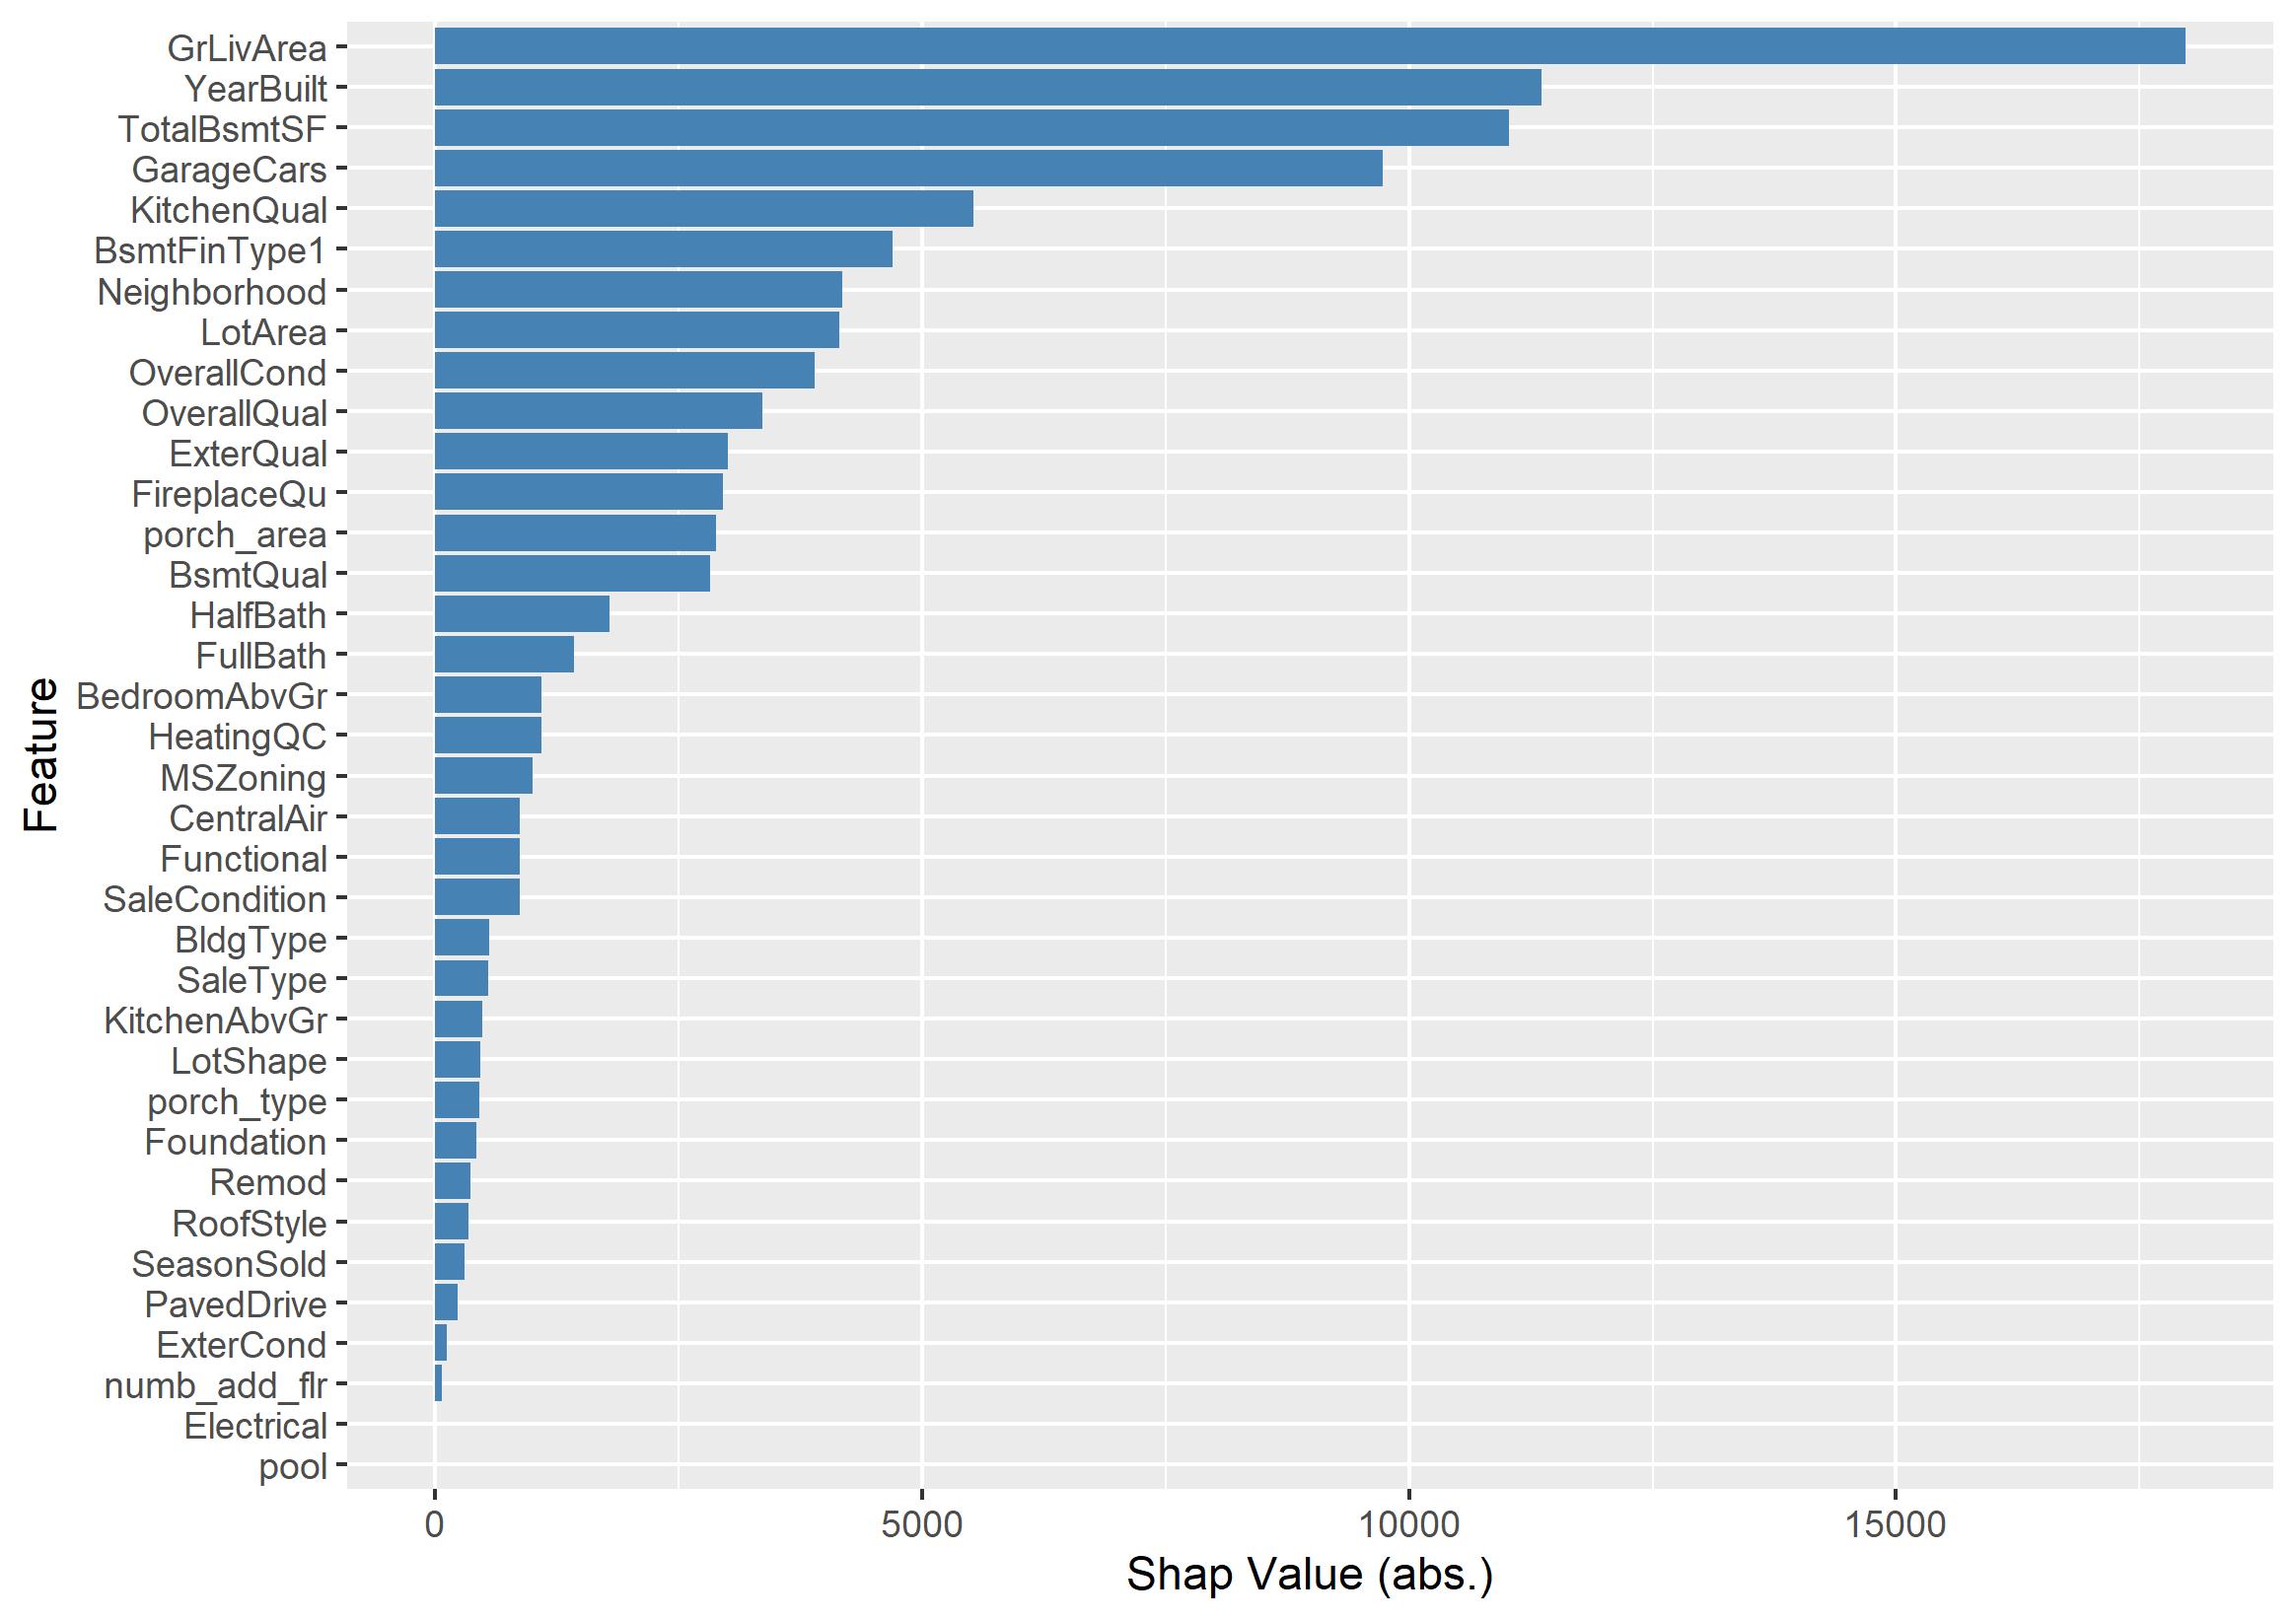 GrLivArea
YearBuilt
TotalBsmtSF
GarageCars
KitchenQual
BsmtFinType1
Neighborhood
LotArea
OverallCond
OverallQual
ExterQual
FireplaceQu
porch_area
BsmtQual
HalfBath
FullBath
BedroomAbvGr
HeatingQC
MSZoning
CentralAir
Functional
SaleCondition
BldgType
SaleType
KitchenAbvGr
LotShape
porch_type
Foundation
Remod
RoofStyle
SeasonSold
PavedDrive
ExterCond
numb_add_flr
Electrical
pool
Feature
0 5000 10000 15000
Shap Value (abs.)